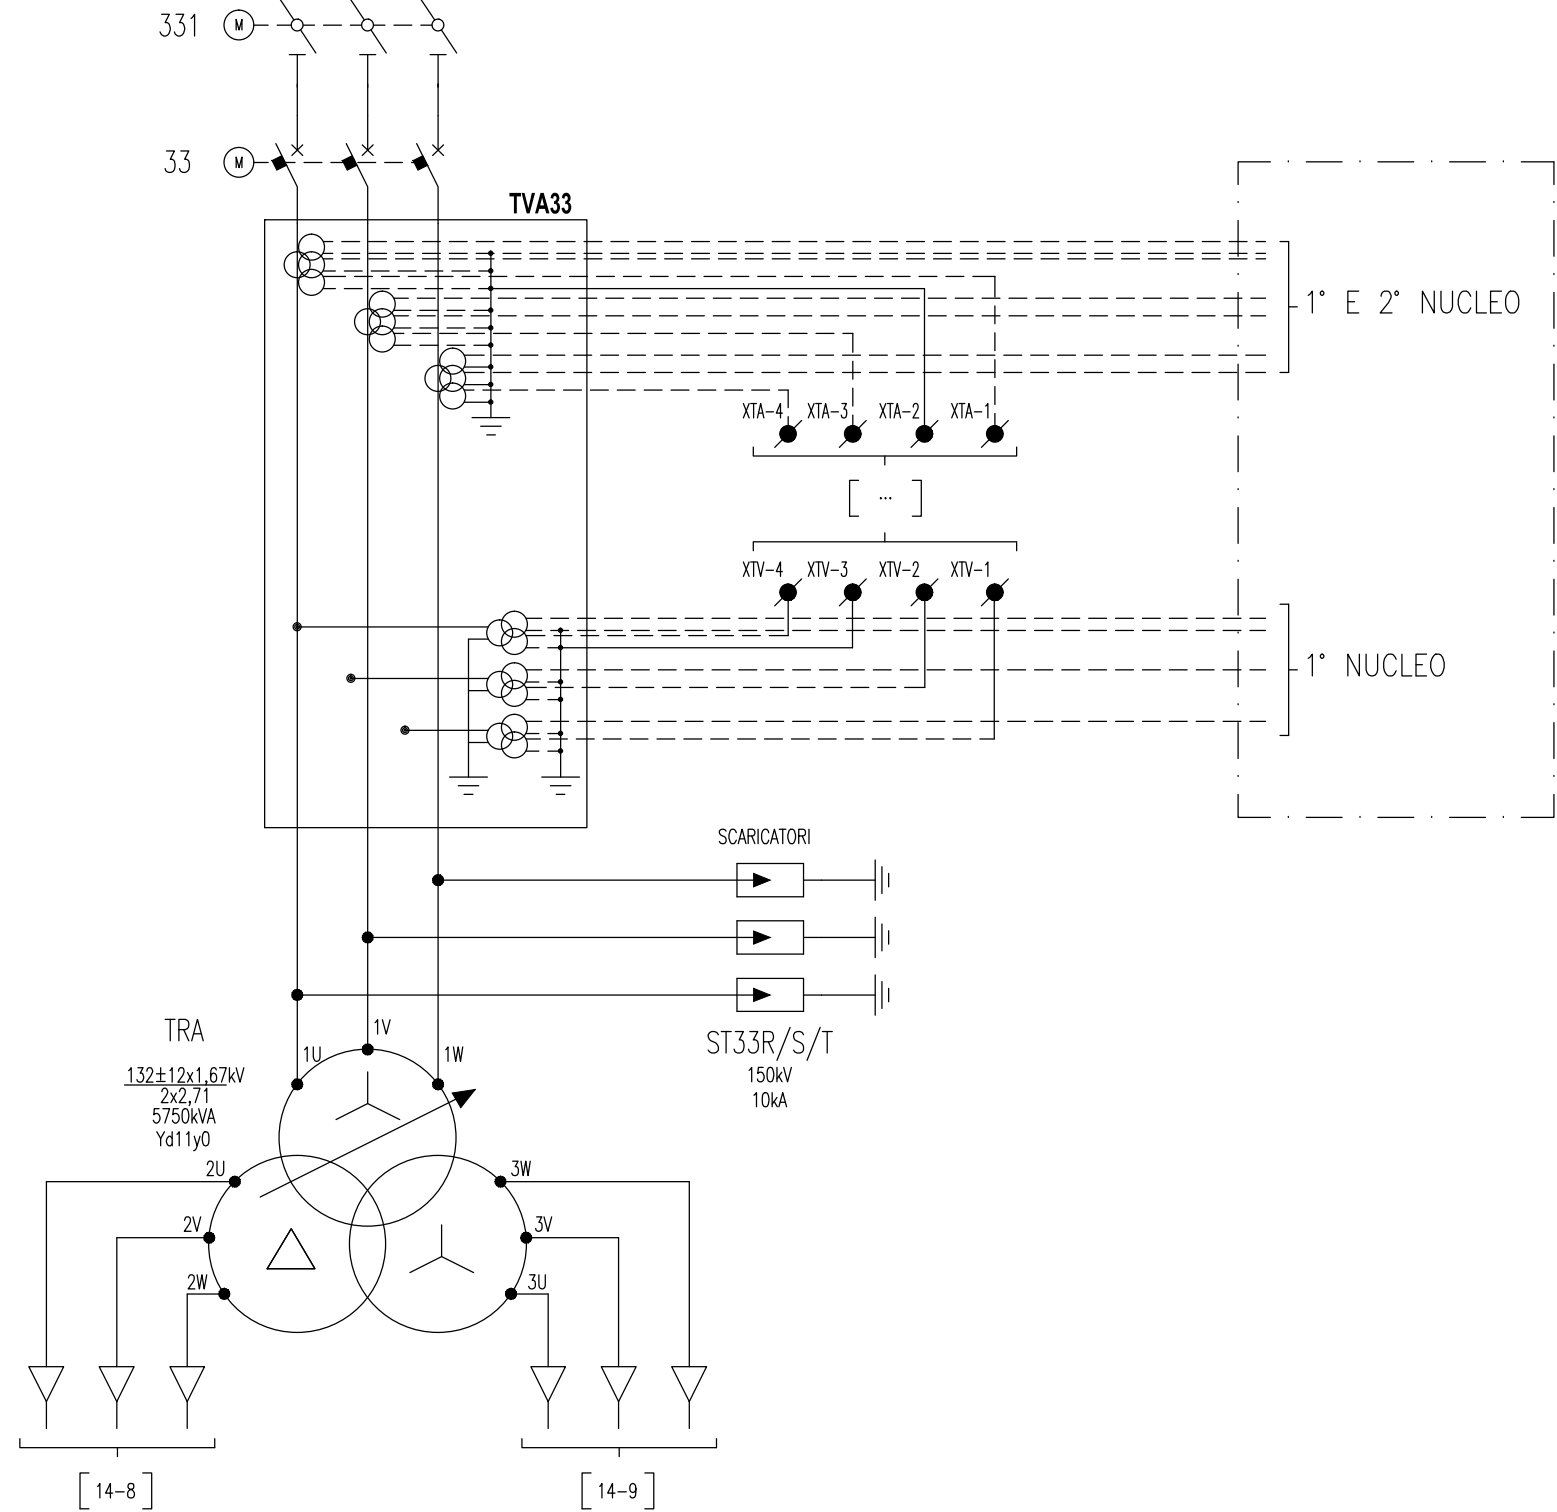 331 M
33 M
TVA33
1° E 2° NUCLEO
XTA-4 XTA-3 XTA-2 XTA-1
[ ... ]
XTV-4 XTV-3 XTV-2 XTV-1
1° NUCLEO
SCARICATORI
ST33R/S/T
150kV
10kA
TRA
132±12x1,67kV
2x2,71
5750kVA
Yd11y0
1U 1V 1W
2U
2V
2W
3W
3V
3U
[14-8] [14-9]